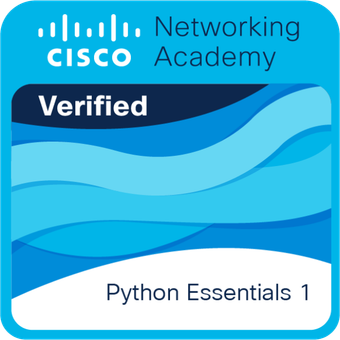 Networking
CISCO Academy
Verified
Python Essentials 1